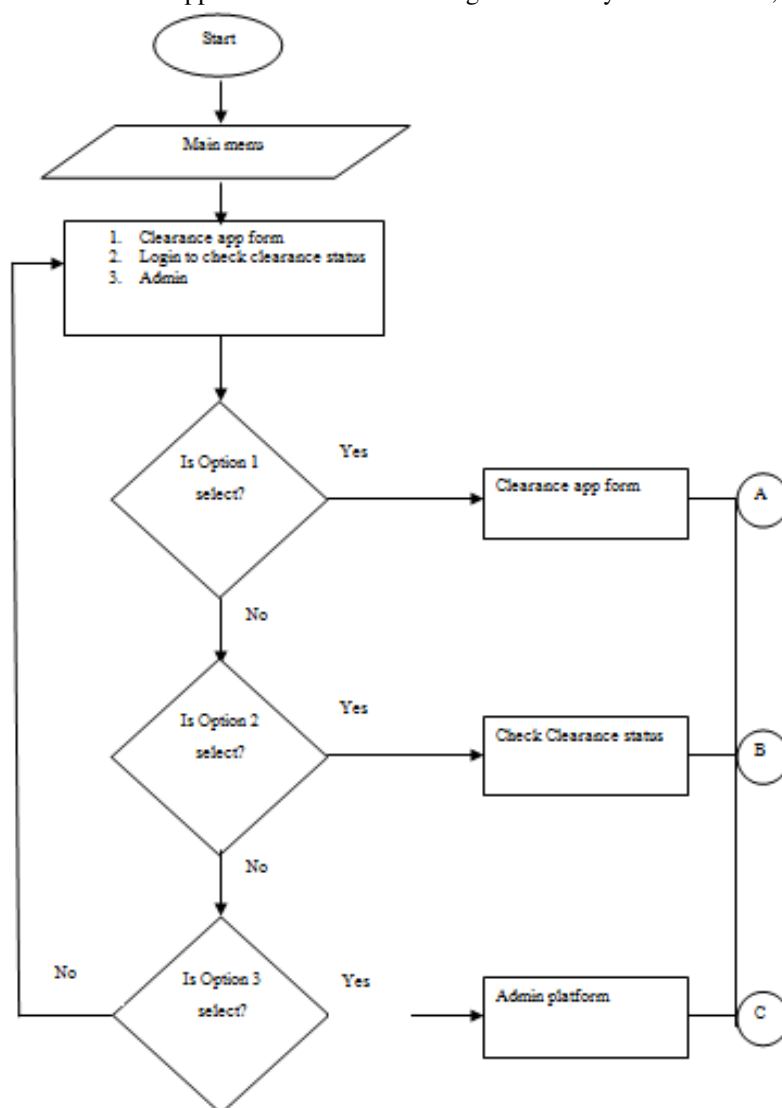 Start
Main menu
1. Clearance app form
2. Login to check clearance status
3. Admin
Is Option 1
select?
Yes
Clearance app form
A
No
Is Option 2
select?
Yes
Check Clearance status
B
No
Is Option 3
select?
No
Yes
Admin platform
C